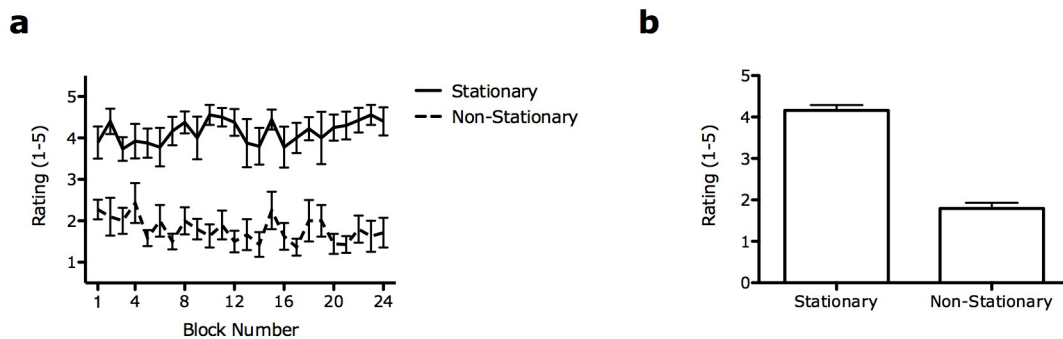 a
Rating (1-5)
5
4
3
2
1
1 4 8 12 16 20 24
Block Number
Stationary
Non-Stationary
b
Rating (1-5)
5
4
3
2
1
0
Stationary Non-Stationary